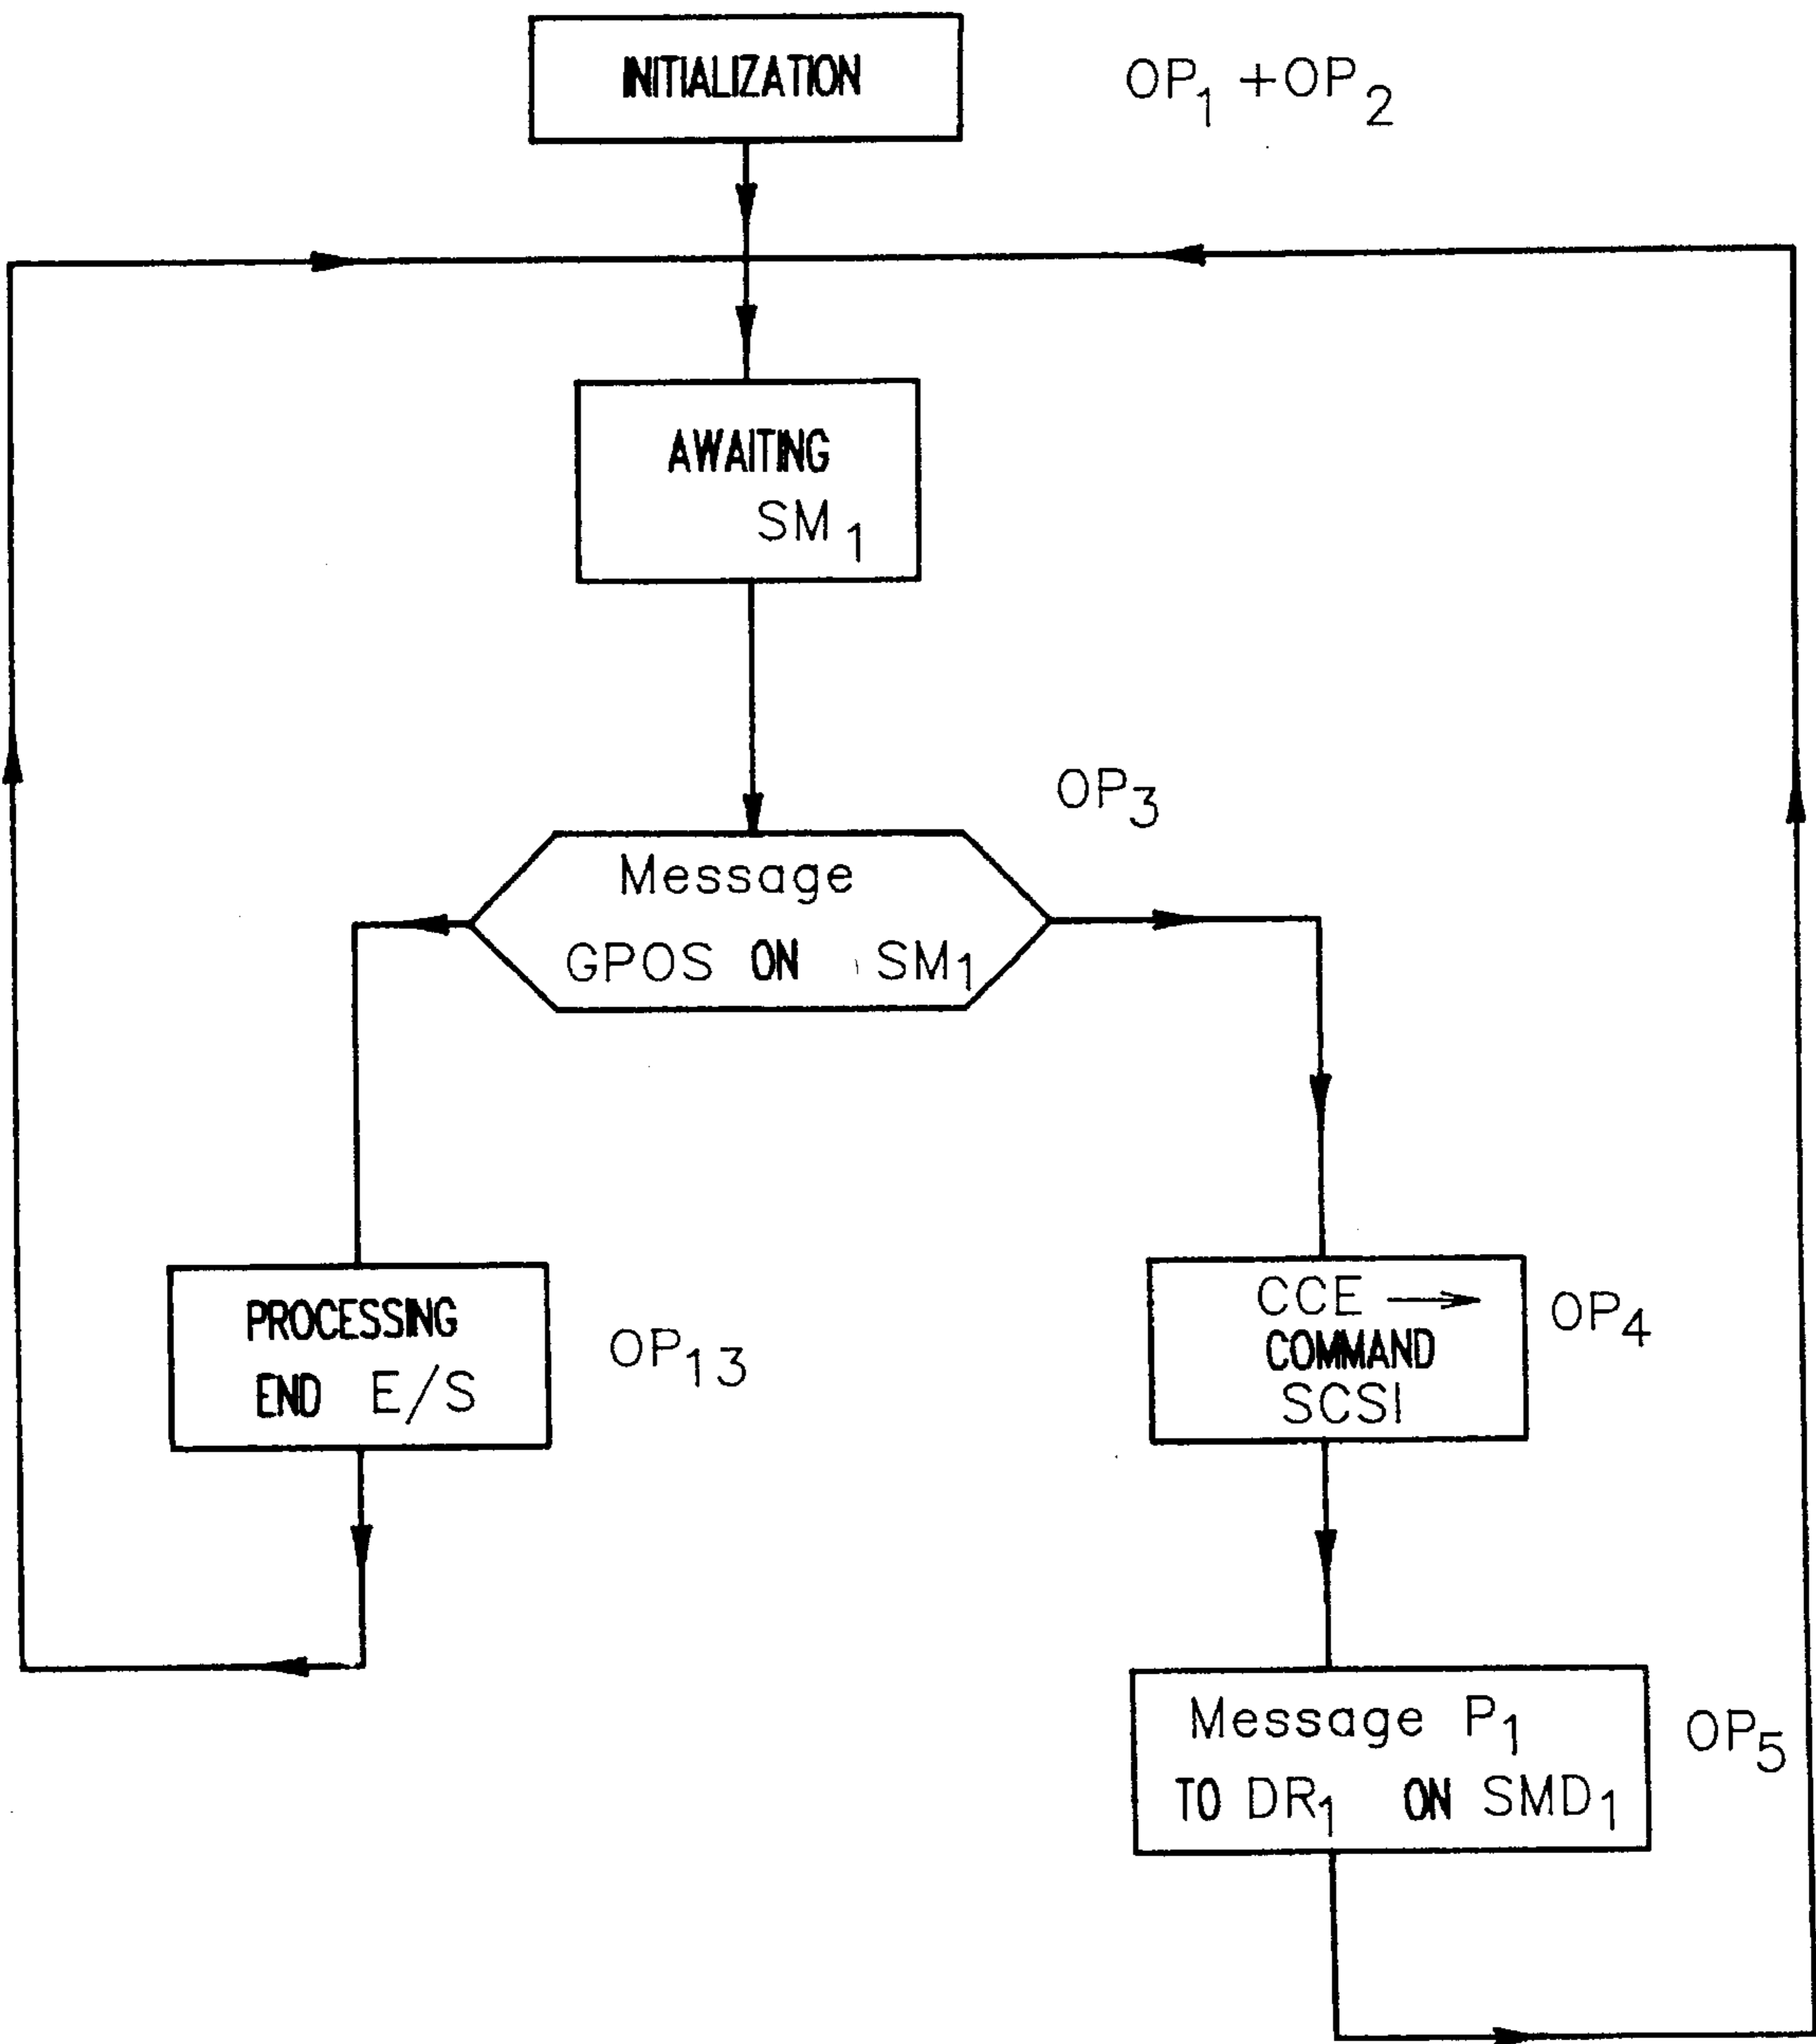 INITIALIZATION
OP₁ + OP₂
AWAITING
SM₁
OP₃
Message
GPOS ON SM₁
PROCESSING
END E/S
OP₁₃
CCE →
COMMAND
SCSI
OP₄
Message P₁
TO DR₁ ON SMD₁
OP₅